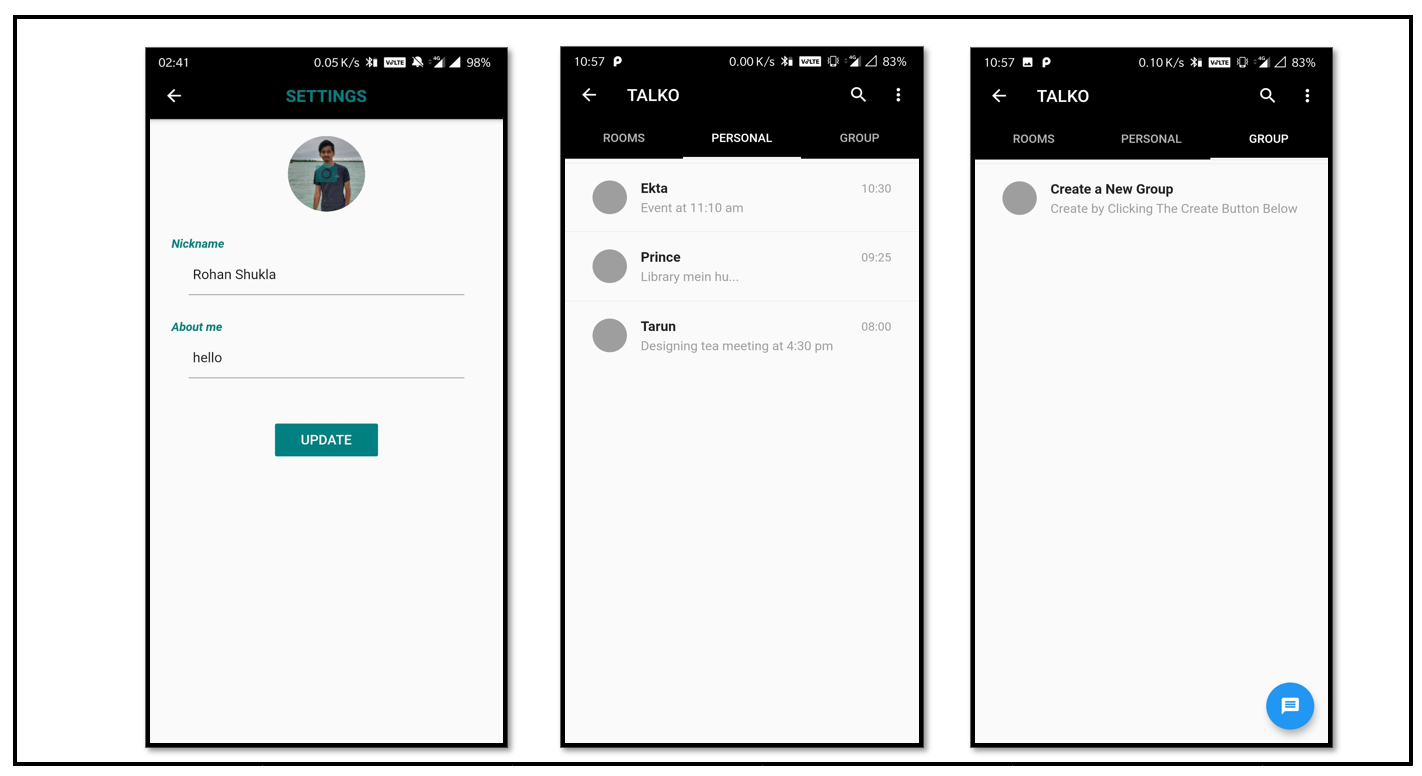 02:41 0.05 K/s VoLTE 4G 98%
SETTINGS
Nickname
Rohan Shukla
About me
hello
UPDATE
10:57 0.00 K/s VoLTE 4G 83%
TALKO
ROOMS PERSONAL GROUP
Ekta 10:30
Event at 11:10 am
Prince 09:25
Library mein hu...
Tarun 08:00
Designing tea meeting at 4:30 pm
10:57 0.10 K/s VoLTE 4G 83%
TALKO
ROOMS PERSONAL GROUP
Create a New Group
Create by Clicking The Create Button Below